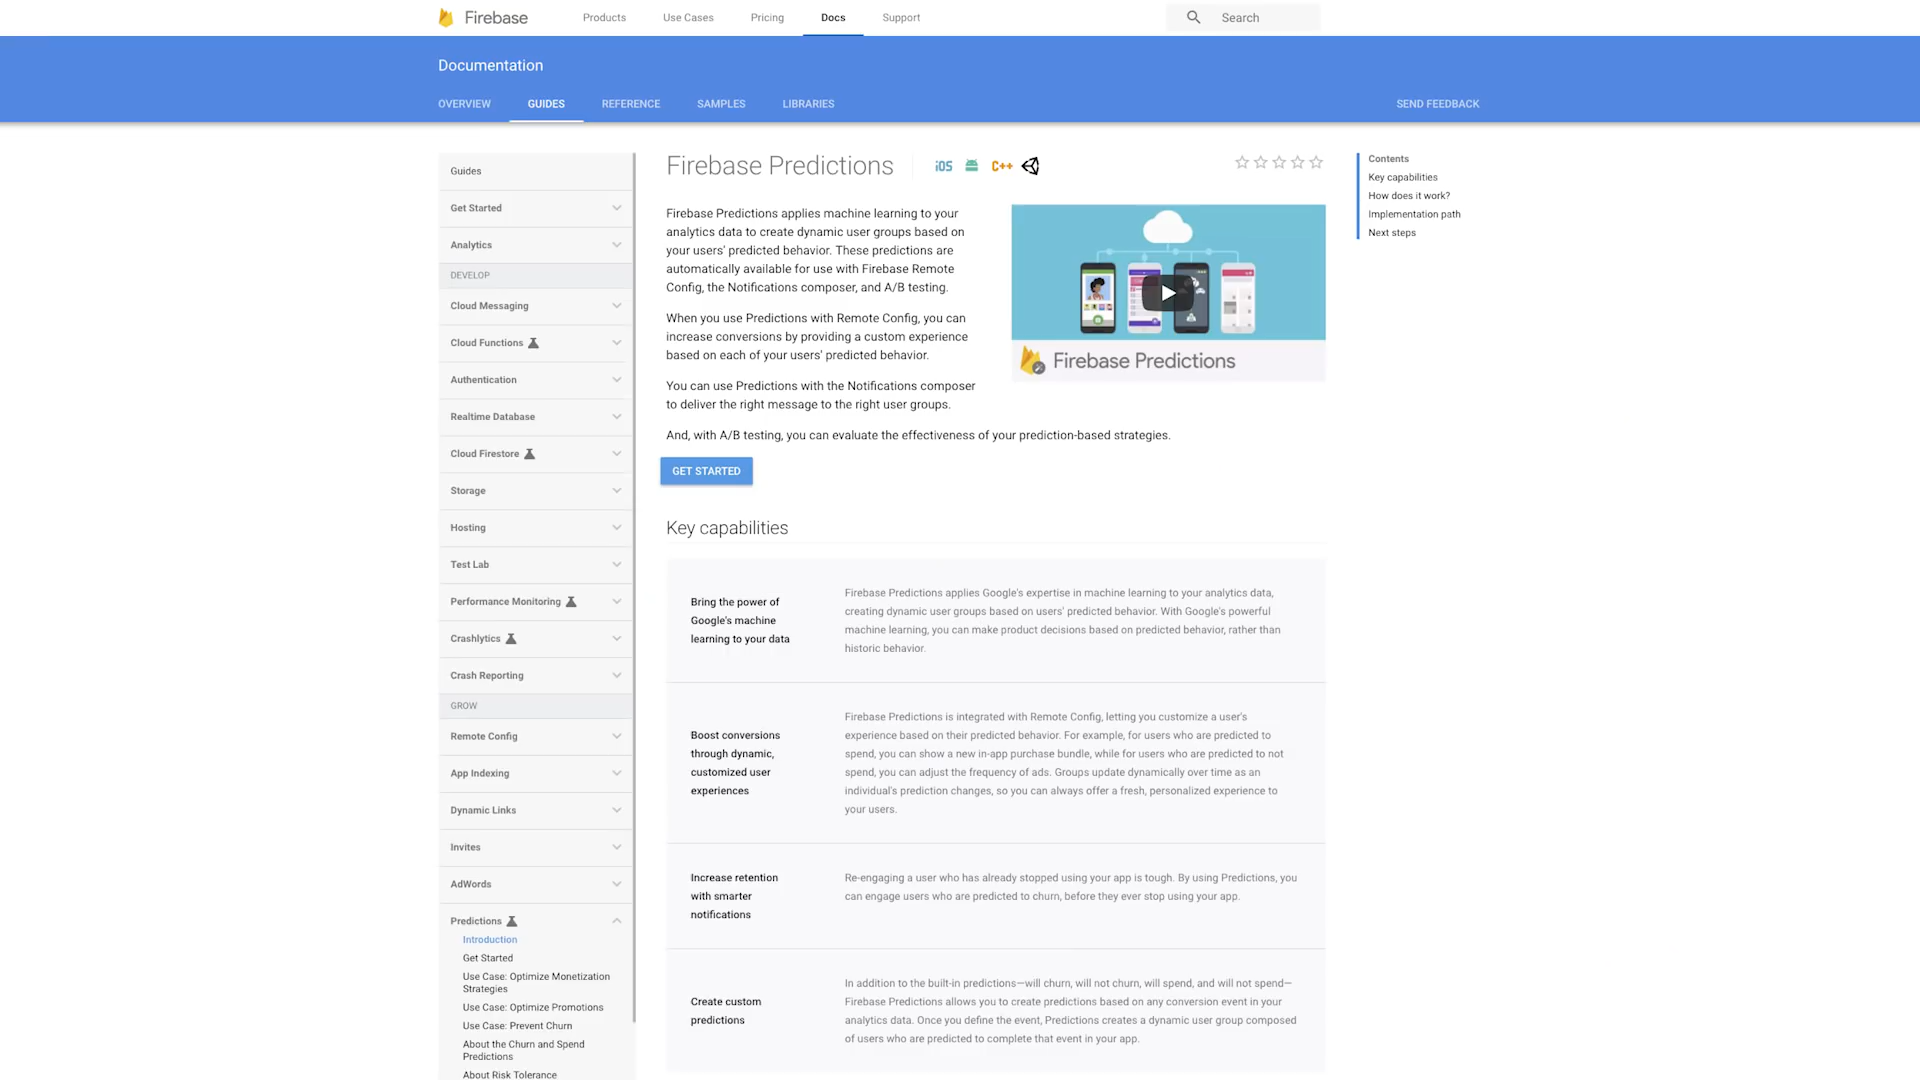 Firebase
Products
Use Cases
Pricing
Docs
Support
Search
Documentation
OVERVIEW
GUIDES
REFERENCE
SAMPLES
LIBRARIES
SEND FEEDBACK
Guides
Get Started
Analytics
DEVELOP
Cloud Messaging
Cloud Functions
Authentication
Realtime Database
Cloud Firestore
Storage
Hosting
Test Lab
Performance Monitoring
Crashlytics
Crash Reporting
GROW
Remote Config
App Indexing
Dynamic Links
Invites
AdWords
Predictions
Introduction
Get Started
Use Case: Optimize Monetization
Strategies
Use Case: Optimize Promotions
Use Case: Prevent Churn
About the Churn and Spend
Predictions
About Risk Tolerance
Firebase Predictions
iOS
C++
Firebase Predictions applies machine learning to your
analytics data to create dynamic user groups based on
your users' predicted behavior. These predictions are
automatically available for use with Firebase Remote
Config, the Notifications composer, and A/B testing.
When you use Predictions with Remote Config, you can
increase conversions by providing a custom experience
based on each of your users' predicted behavior.
You can use Predictions with the Notifications composer
to deliver the right message to the right user groups.
Firebase Predictions
And, with A/B testing, you can evaluate the effectiveness of your prediction-based strategies.
GET STARTED
Key capabilities
Bring the power of
Google's machine
learning to your data
Firebase Predictions applies Google's expertise in machine learning to your analytics data,
creating dynamic user groups based on users' predicted behavior. With Google's powerful
machine learning, you can make product decisions based on predicted behavior, rather than
historic behavior.
Boost conversions
through dynamic,
customized user
experiences
Firebase Predictions is integrated with Remote Config, letting you customize a user's
experience based on their predicted behavior. For example, for users who are predicted to
spend, you can show a new in-app purchase bundle, while for users who are predicted to not
spend, you can adjust the frequency of ads. Groups update dynamically over time as an
individual's prediction changes, so you can always offer a fresh, personalized experience to
your users.
Increase retention
with smarter
notifications
Re-engaging a user who has already stopped using your app is tough. By using Predictions, you
can engage users who are predicted to churn, before they ever stop using your app.
Create custom
predictions
In addition to the built-in predictions—will churn, will not churn, will spend, and will not spend—
Firebase Predictions allows you to create predictions based on any conversion event in your
analytics data. Once you define the event, Predictions creates a dynamic user group composed
of users who are predicted to complete that event in your app.
Contents
Key capabilities
How does it work?
Implementation path
Next steps